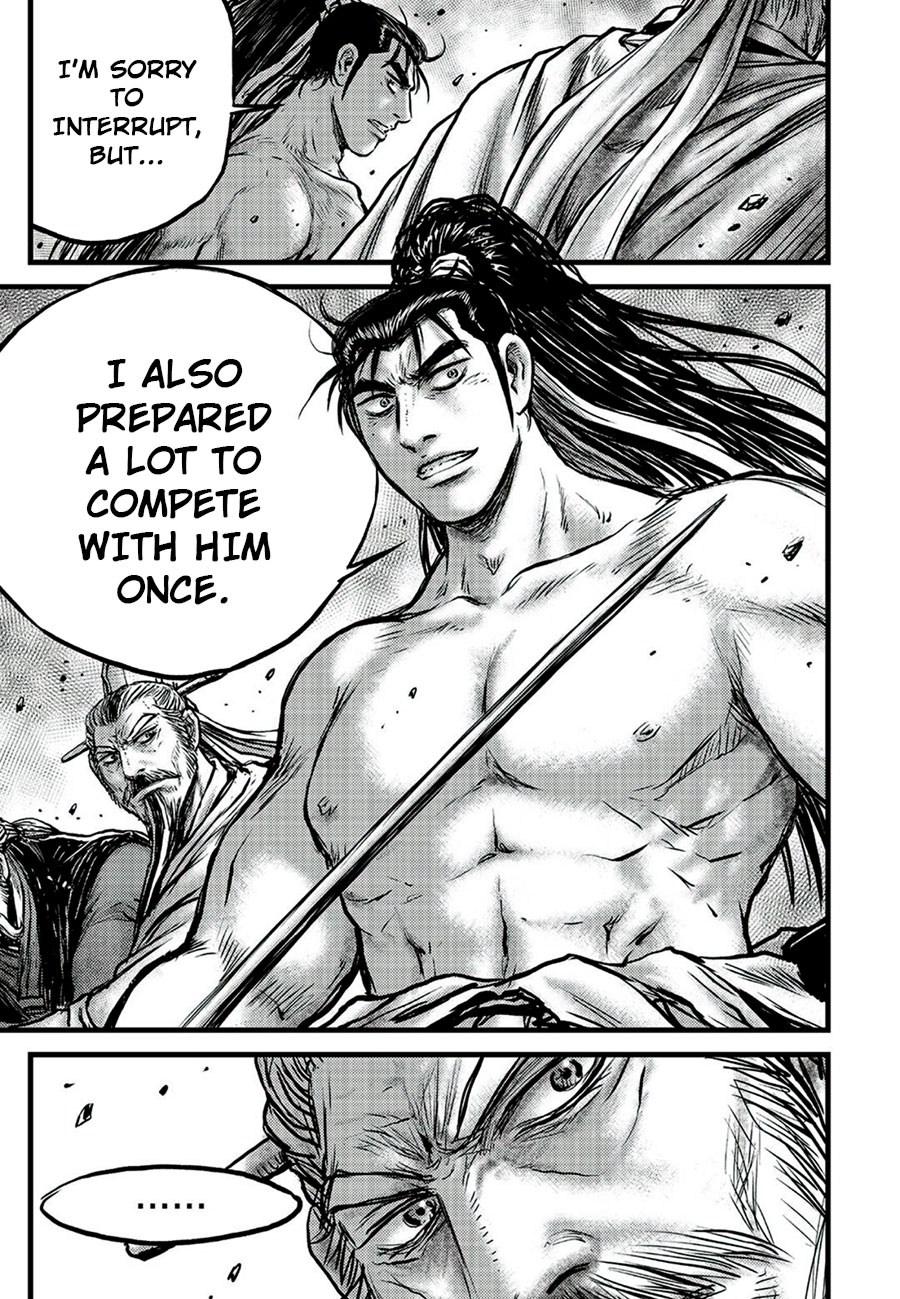 I'M SORRY
TO
INTERRUPT,
BUT...
I ALSO
PREPARED
A LOT TO
COMPETE
WITH HIM
ONCE.
......